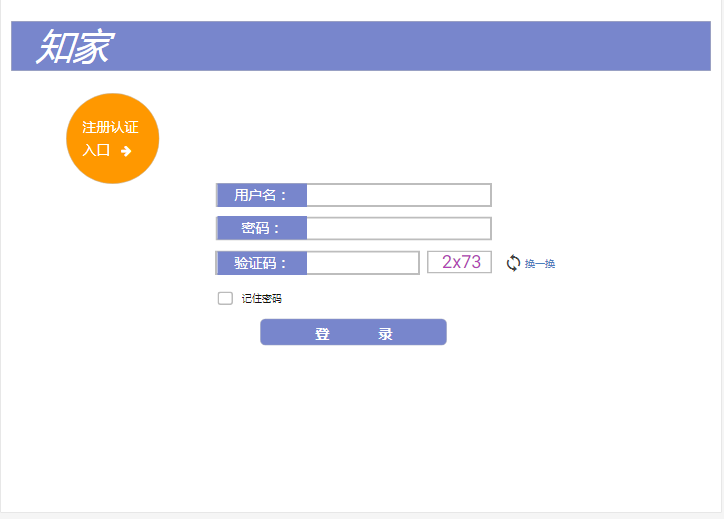 知家
注册认证
入口
用户名：
密码：
验证码： 2x73 换一换
记住密码
登 录